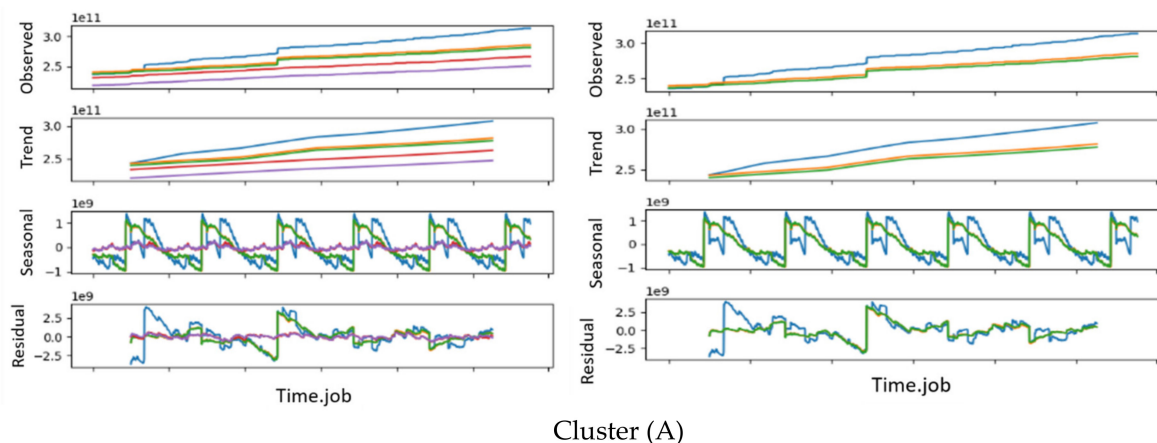 1e11
Observed
3.0
2.5
1e11
Trend
3.0
2.5
1e9
Seasonal
1
0
−1
1e9
Residual
2.5
0.0
−2.5
Time.job
1e11
Observed
3.0
2.5
1e11
Trend
3.0
2.5
1e9
Seasonal
1
0
−1
1e9
Residual
2.5
0.0
−2.5
Time.job
Cluster (A)